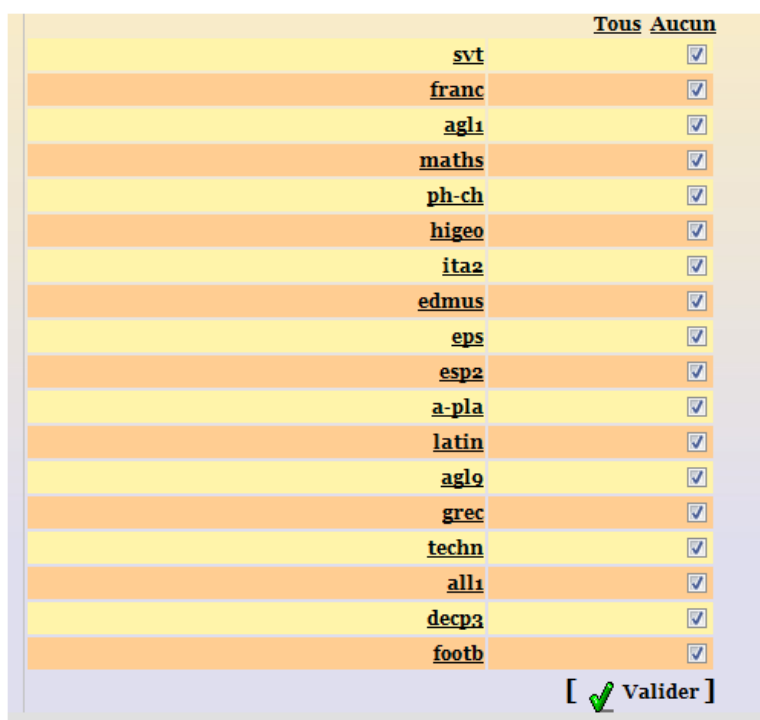 Tous Aucun
svt
franc
agl1
maths
ph-ch
higeo
ita2
edmus
eps
esp2
a-pla
latin
agl9
grec
techn
all1
decp3
footb
[ Valider ]